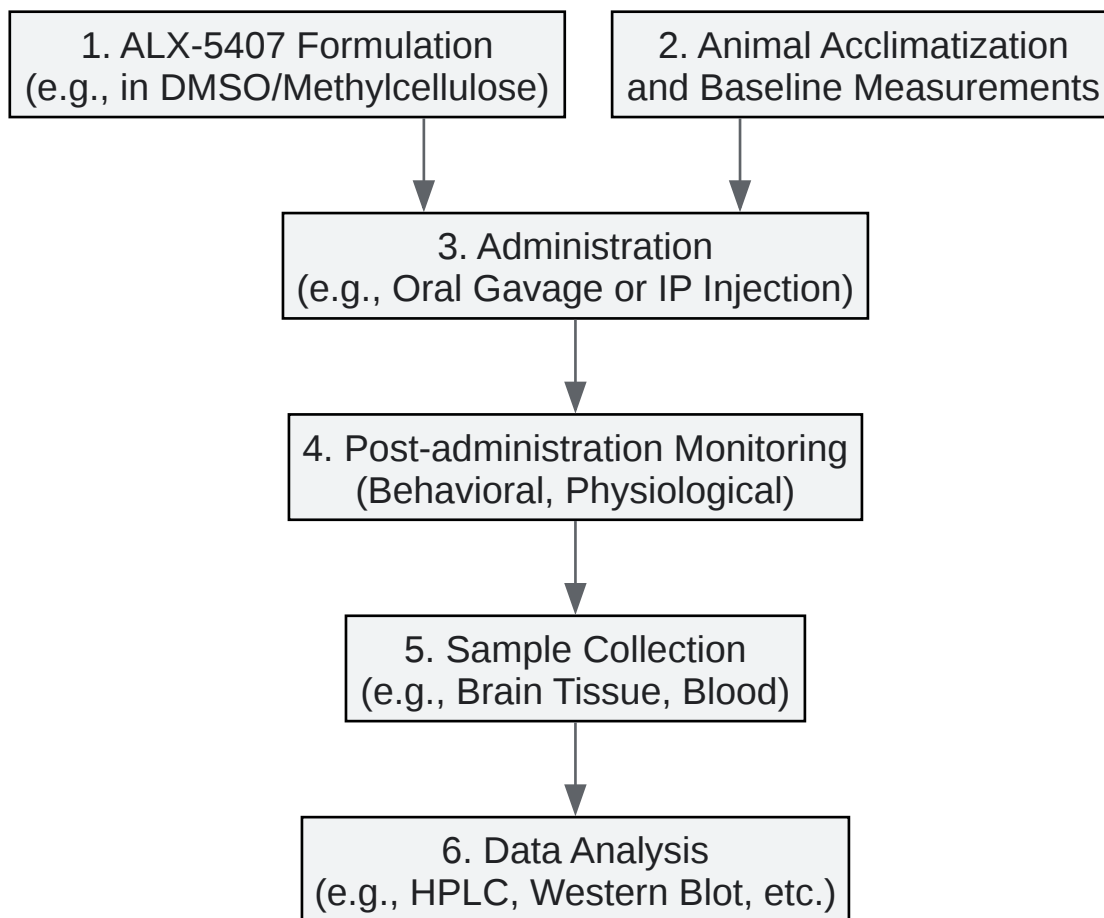 1. ALX-5407 Formulation
(e.g., in DMSO/Methylcellulose)
2. Animal Acclimatization
and Baseline Measurements
3. Administration
(e.g., Oral Gavage or IP Injection)
4. Post-administration Monitoring
(Behavioral, Physiological)
5. Sample Collection
(e.g., Brain Tissue, Blood)
6. Data Analysis
(e.g., HPLC, Western Blot, etc.)